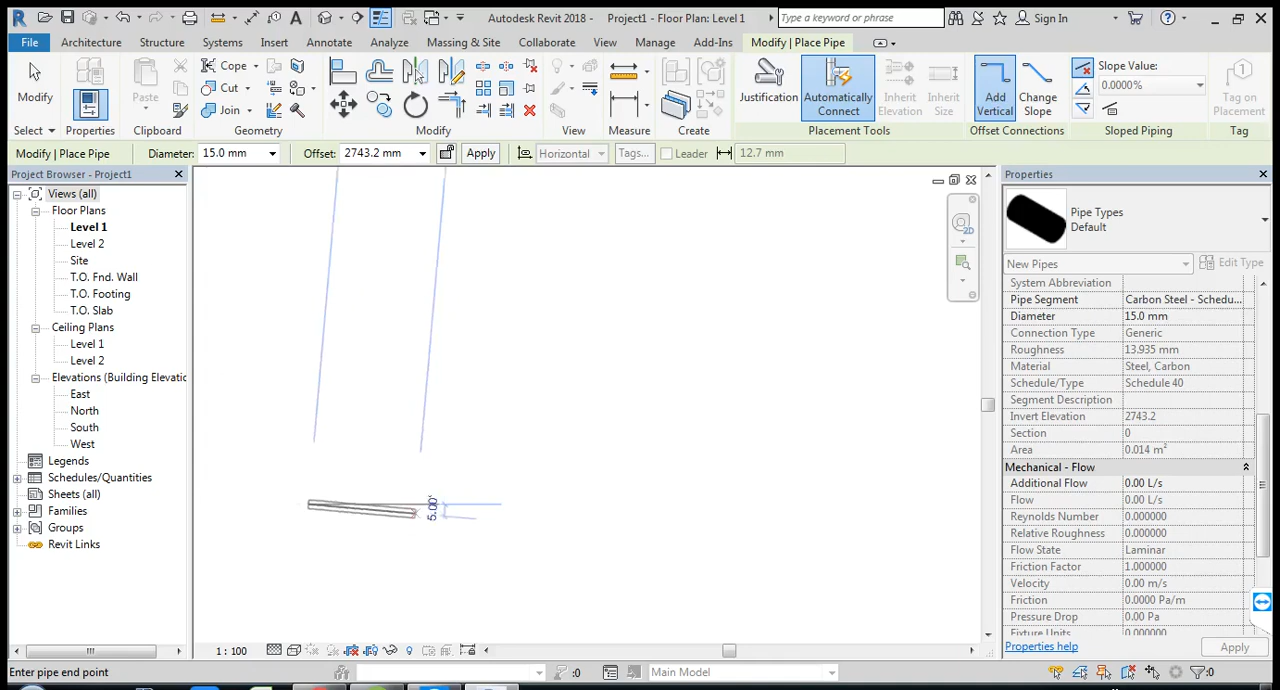 Autodesk Revit 2018 - Project1 - Floor Plan: Level 1
Type a keyword or phrase
Sign In
File Architecture Structure Systems Insert Annotate Analyze Massing & Site Collaborate View Manage Add-Ins Modify | Place Pipe
Modify
Paste
Cope
Cut
Join
Justification
Automatically Connect
Inherit Elevation
Inherit Size
Add Vertical
Change Slope
Slope Value:
0.0000%
Tag on Placement
Select Properties Clipboard Geometry Modify View Measure Create Placement Tools Offset Connections Sloped Piping Tag
Modify | Place Pipe Diameter: 15.0 mm Offset: 2743.2 mm Apply Horizontal Tags... Leader 12.7 mm
Project Browser - Project1
Views (all)
Floor Plans
Level 1
Level 2
Site
T.O. Fnd. Wall
T.O. Footing
T.O. Slab
Ceiling Plans
Level 1
Level 2
Elevations (Building Elevatio
East
North
South
West
Legends
Schedules/Quantities
Sheets (all)
Families
Groups
Revit Links
2D
5.00°
Properties
Pipe Types
Default
New Pipes Edit Type
System Abbreviation
Pipe Segment Carbon Steel - Schedu...
Diameter 15.0 mm
Connection Type Generic
Roughness 13.935 mm
Material Steel, Carbon
Schedule/Type Schedule 40
Segment Description
Invert Elevation 2743.2
Section 0
Area 0.014 m²
Mechanical - Flow
Additional Flow 0.00 L/s
Flow 0.00 L/s
Reynolds Number 0.000000
Relative Roughness 0.000000
Flow State Laminar
Friction Factor 1.000000
Velocity 0.00 m/s
Friction 0.0000 Pa/m
Pressure Drop 0.00 Pa
Fixture Units 0.000000
Properties help Apply
1 : 100
Enter pipe end point
:0
Main Model
:0